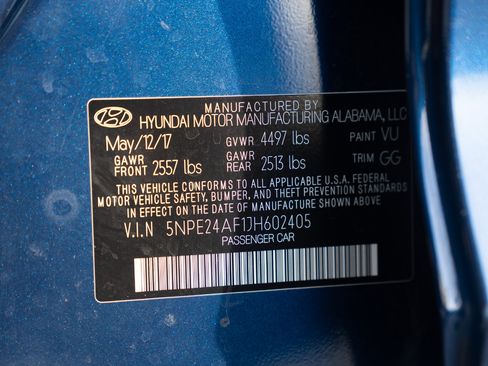 MANUFACTURED BY
HYUNDAI MOTOR MANUFACTURING ALABAMA, LLC
May/12/17 GVWR 4497 lbs PAINT VU
GAWR FRONT 2557 lbs GAWR REAR 2513 lbs TRIM GG
THIS VEHICLE CONFORMS TO ALL APPLICABLE U.S.A. FEDERAL
MOTOR VEHICLE SAFETY, BUMPER, AND THEFT PREVENTION STANDARDS
IN EFFECT ON THE DATE OF MANUFACTURE SHOWN ABOVE.
V.I.N 5NPE24AF1JH602405
PASSENGER CAR